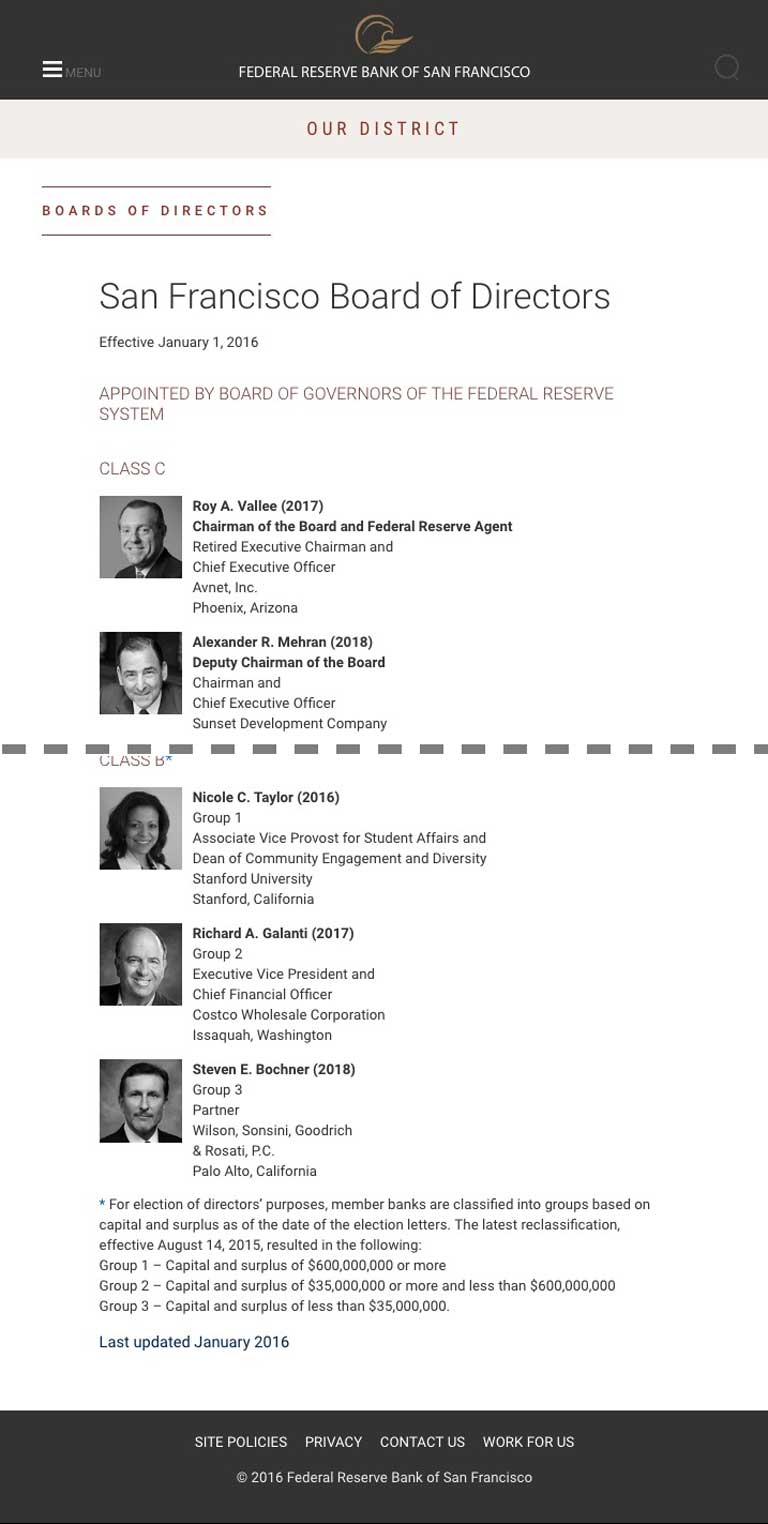 MENU
FEDERAL RESERVE BANK OF SAN FRANCISCO
OUR DISTRICT
BOARDS OF DIRECTORS
San Francisco Board of Directors
Effective January 1, 2016
APPOINTED BY BOARD OF GOVERNORS OF THE FEDERAL RESERVE
SYSTEM
CLASS C
Roy A. Vallee (2017)
Chairman of the Board and Federal Reserve Agent
Retired Executive Chairman and
Chief Executive Officer
Avnet, Inc.
Phoenix, Arizona
Alexander R. Mehran (2018)
Deputy Chairman of the Board
Chairman and
Chief Executive Officer
Sunset Development Company
CLASS B*
Nicole C. Taylor (2016)
Group 1
Associate Vice Provost for Student Affairs and
Dean of Community Engagement and Diversity
Stanford University
Stanford, California
Richard A. Galanti (2017)
Group 2
Executive Vice President and
Chief Financial Officer
Costco Wholesale Corporation
Issaquah, Washington
Steven E. Bochner (2018)
Group 3
Partner
Wilson, Sonsini, Goodrich
& Rosati, P.C.
Palo Alto, California
* For election of directors’ purposes, member banks are classified into groups based on
capital and surplus as of the date of the election letters. The latest reclassification,
effective August 14, 2015, resulted in the following:
Group 1 – Capital and surplus of $600,000,000 or more
Group 2 – Capital and surplus of $35,000,000 or more and less than $600,000,000
Group 3 – Capital and surplus of less than $35,000,000.
Last updated January 2016
SITE POLICIES PRIVACY CONTACT US WORK FOR US
© 2016 Federal Reserve Bank of San Francisco